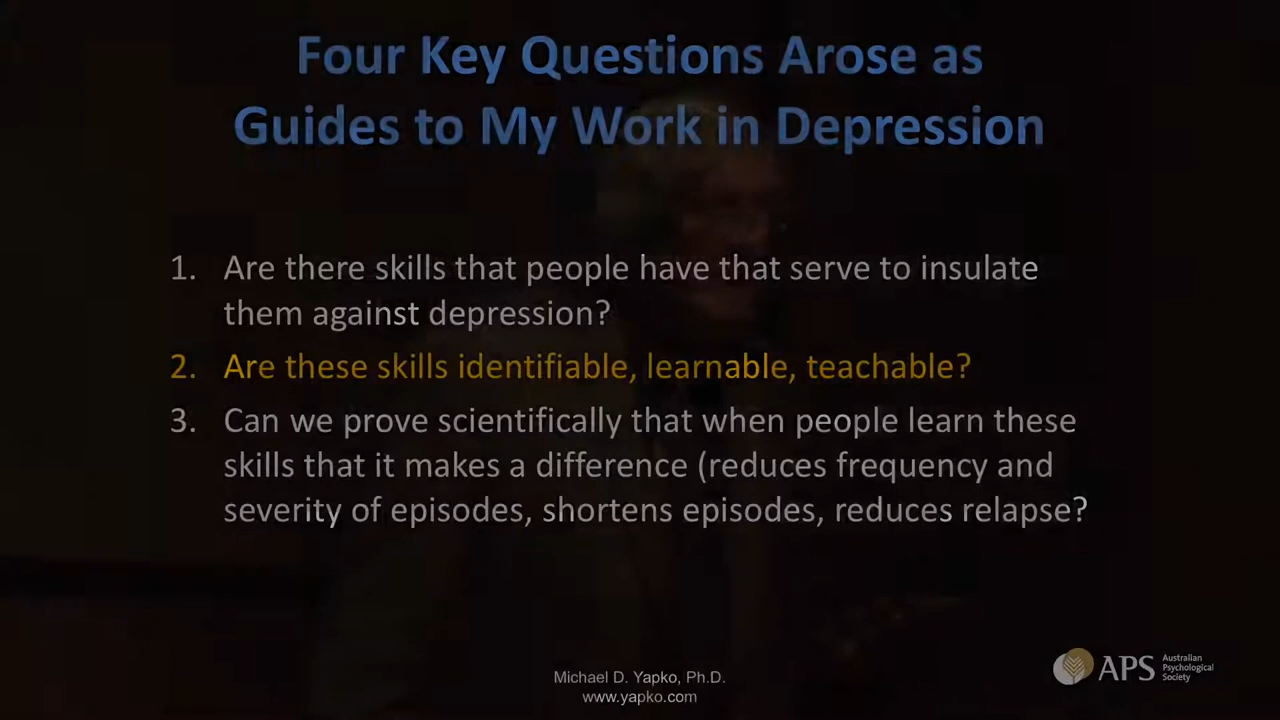 Four Key Questions Arose as
Guides to My Work in Depression
1. Are there skills that people have that serve to insulate
them against depression?
2. Are these skills identifiable, learnable, teachable?
3. Can we prove scientifically that when people learn these
skills that it makes a difference (reduces frequency and
severity of episodes, shortens episodes, reduces relapse?
Michael D. Yapko, Ph.D.
www.yapko.com
APS
Australian
Psychological
Society